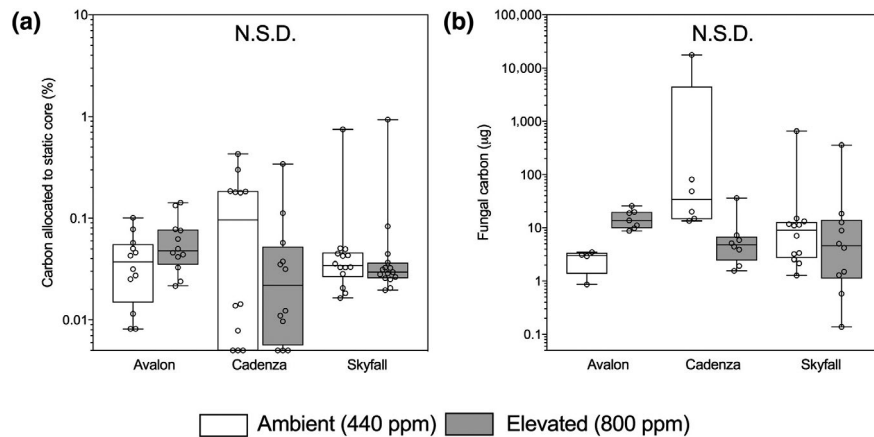 (a)
N.S.D.
Carbon allocated to static core (%)
10
1
0.1
0.01
Avalon Cadenza Skyfall
(b)
N.S.D.
Fungal carbon (µg)
100,000
10,000
1,000
100
10
1
0.1
Avalon Cadenza Skyfall
Ambient (440 ppm) Elevated (800 ppm)